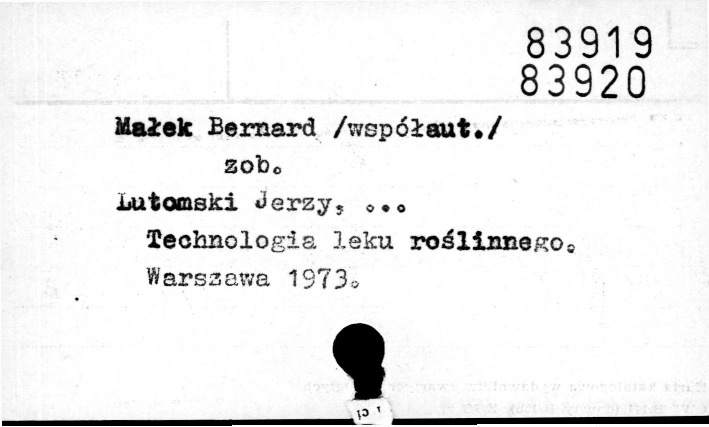 83919
83920
Małek Bernard /współaut./
zob.
Lutomski Jerzy, ...
Technologia leku roślinnego.
Warszawa 1973.